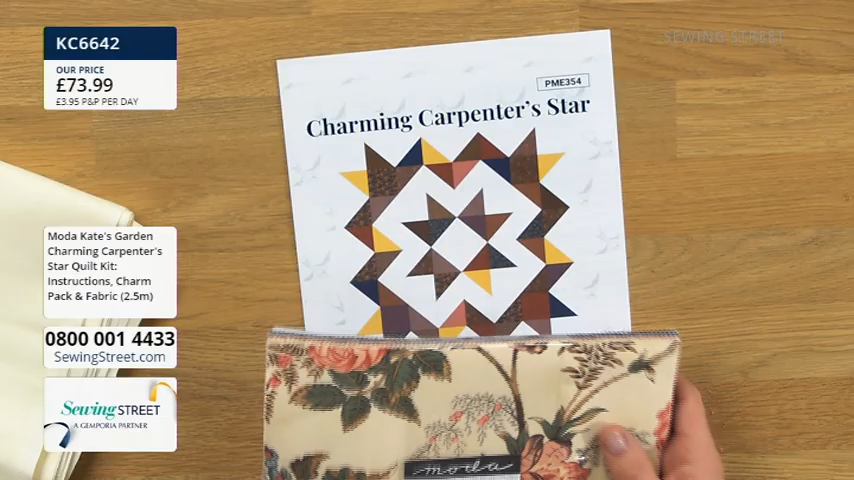 KC6642
OUR PRICE
£73.99
£3.95 P&P PER DAY
SEWING STREET
PME354
Charming Carpenter's Star
Moda Kate's Garden
Charming Carpenter's
Star Quilt Kit:
Instructions, Charm
Pack & Fabric (2.5m)
0800 001 4433
SewingStreet.com
Sewing STREET
A GEMPORIA PARTNER
moda